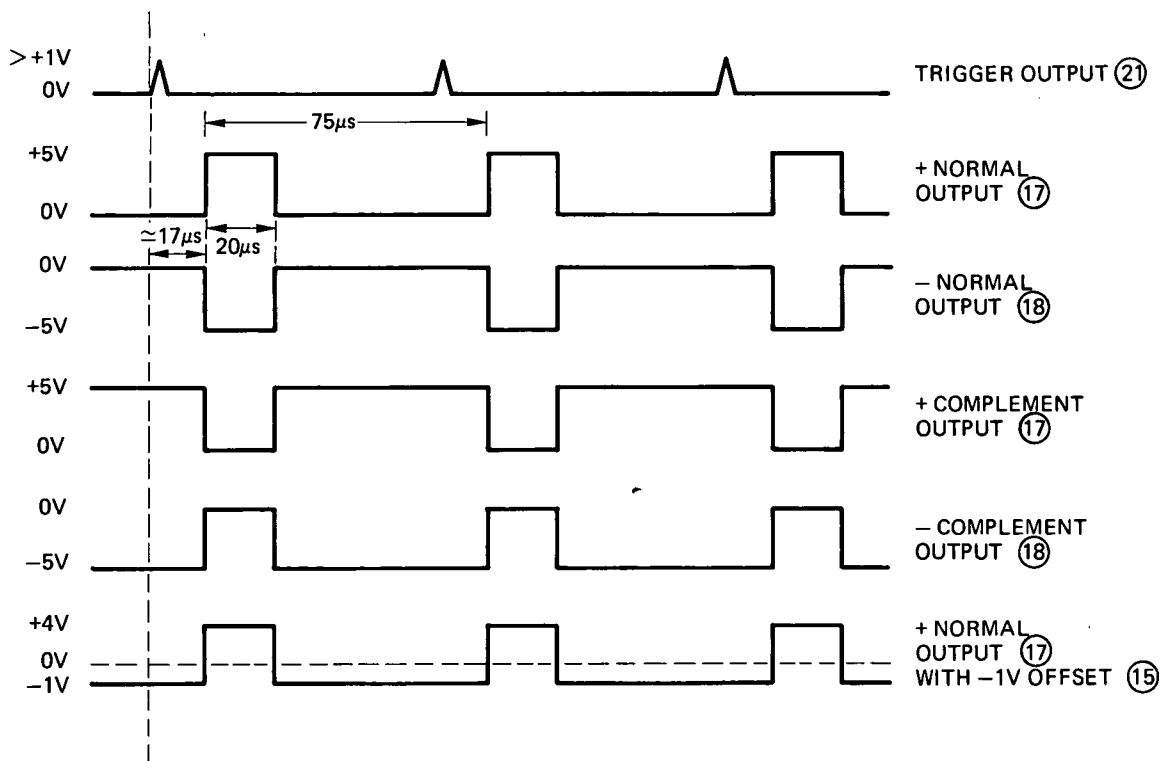 > +1V
0V
TRIGGER OUTPUT 21
75µs
+5V
0V
+ NORMAL
OUTPUT 17
≃17µs
20µs
0V
−5V
− NORMAL
OUTPUT 18
+5V
0V
+ COMPLEMENT
OUTPUT 17
0V
−5V
− COMPLEMENT
OUTPUT 18
+4V
0V
−1V
+ NORMAL
OUTPUT 17
WITH −1V OFFSET 15